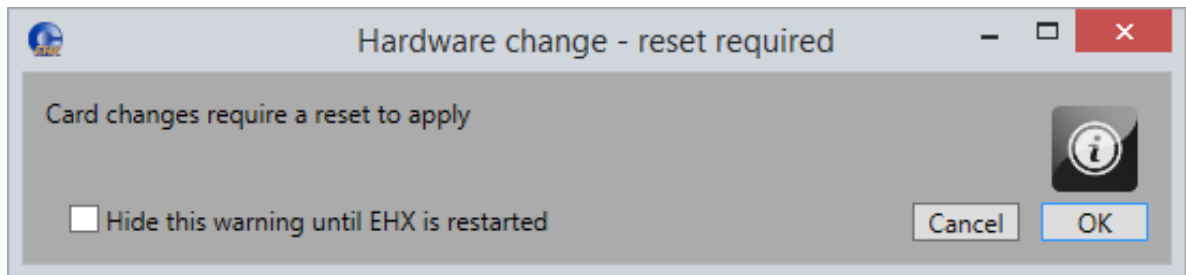 Hardware change - reset required
Card changes require a reset to apply
Hide this warning until EHX is restarted
Cancel
OK